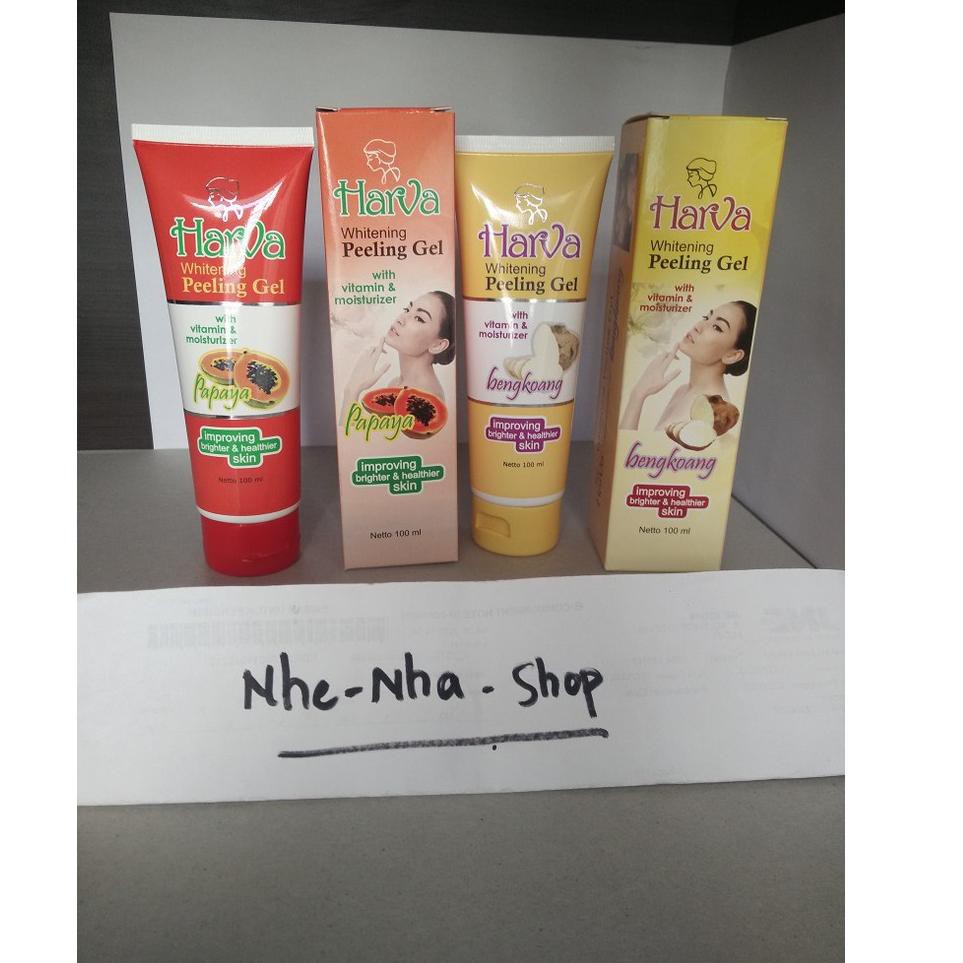 Harva
Whitening
Peeling Gel
with
vitamin &
moisturizer
Papaya
improving
brighter & healthier
skin
Netto 100 ml
Harva
Whitening
Peeling Gel
with
vitamin &
moisturizer
Papaya
improving
brighter & healthier
skin
Netto 100 ml
Harva
Whitening
Peeling Gel
with
vitamin &
moisturizer
bengkoang
improving
brighter & healthier
skin
Netto 100 ml
Harva
Whitening
Peeling Gel
with
vitamin &
moisturizer
bengkoang
improving
brighter & healthier
skin
Netto 100 ml
Nhe-Nha-Shop